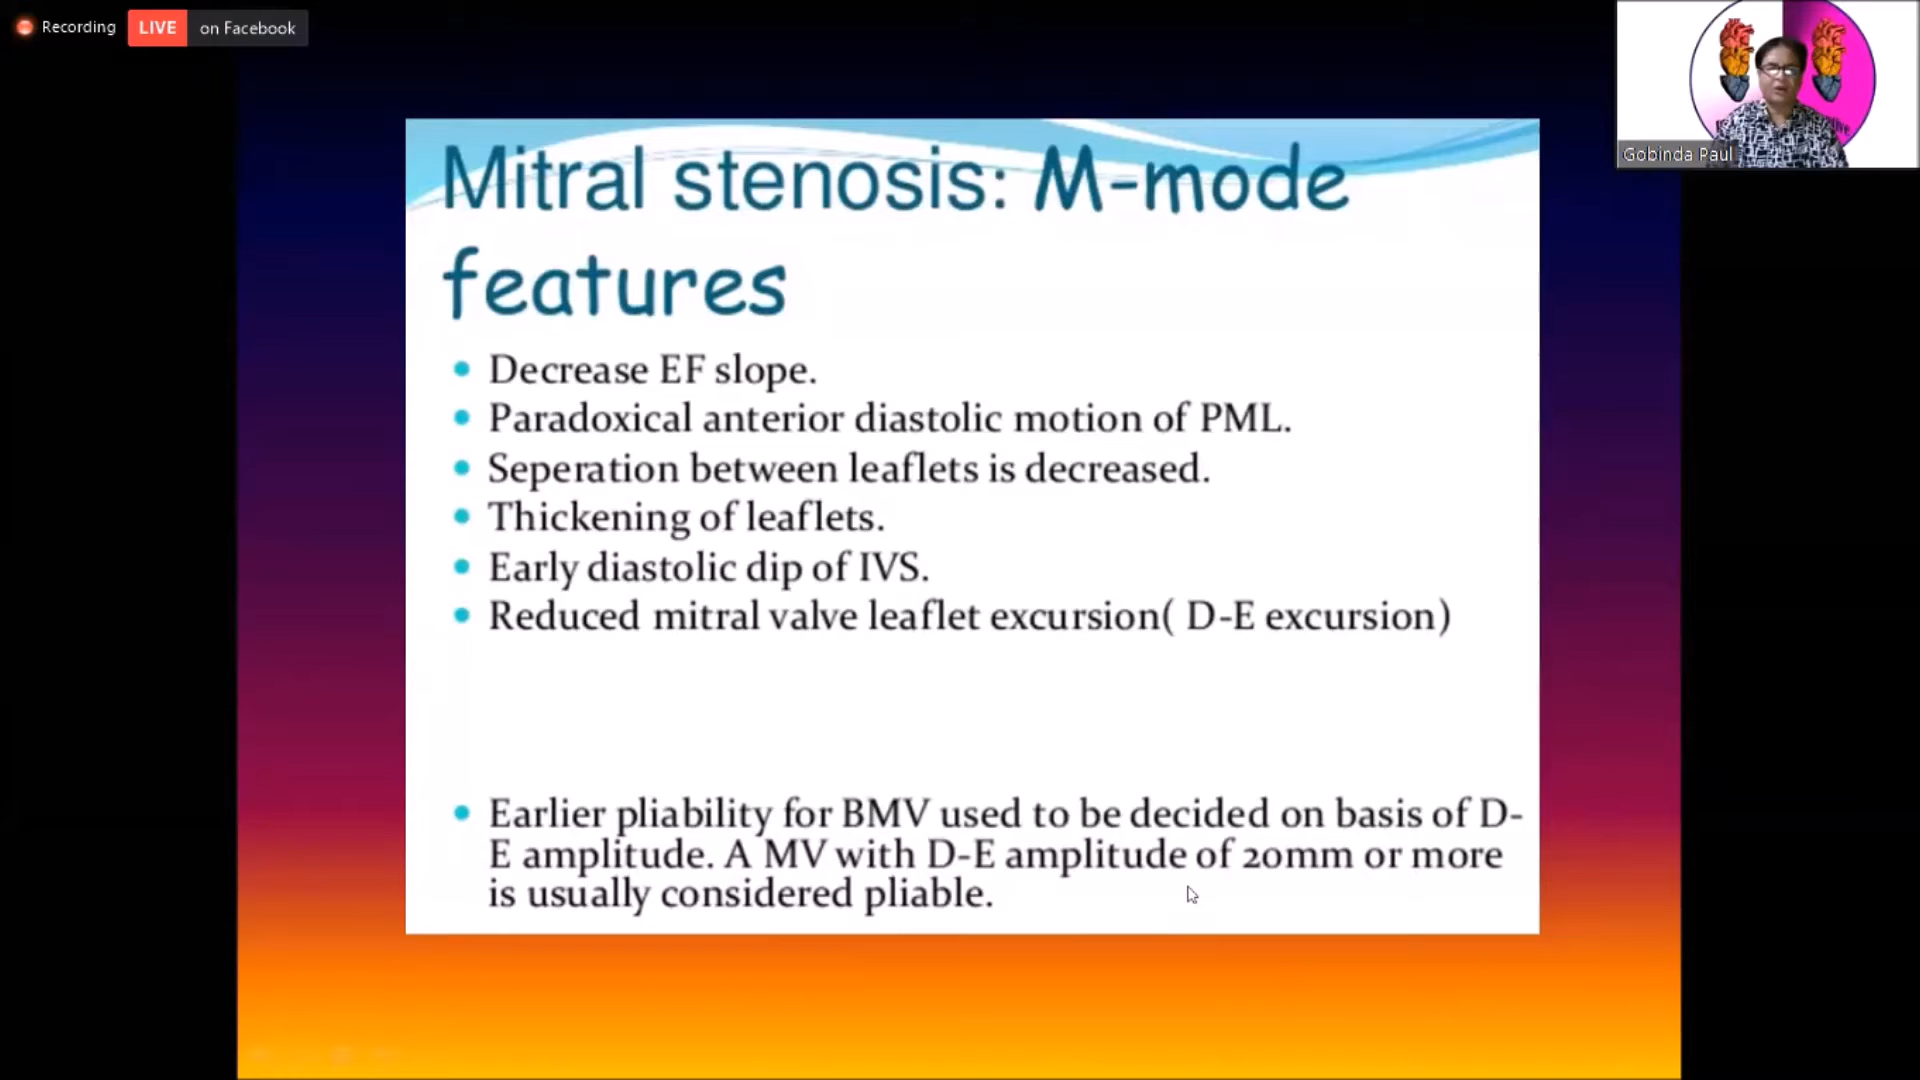 Recording LIVE on Facebook
Gobinda Paul
Mitral stenosis: M-mode
features
• Decrease EF slope.
• Paradoxical anterior diastolic motion of PML.
• Seperation between leaflets is decreased.
• Thickening of leaflets.
• Early diastolic dip of IVS.
• Reduced mitral valve leaflet excursion( D-E excursion)
• Earlier pliability for BMV used to be decided on basis of D-
E amplitude. A MV with D-E amplitude of 20mm or more
is usually considered pliable.